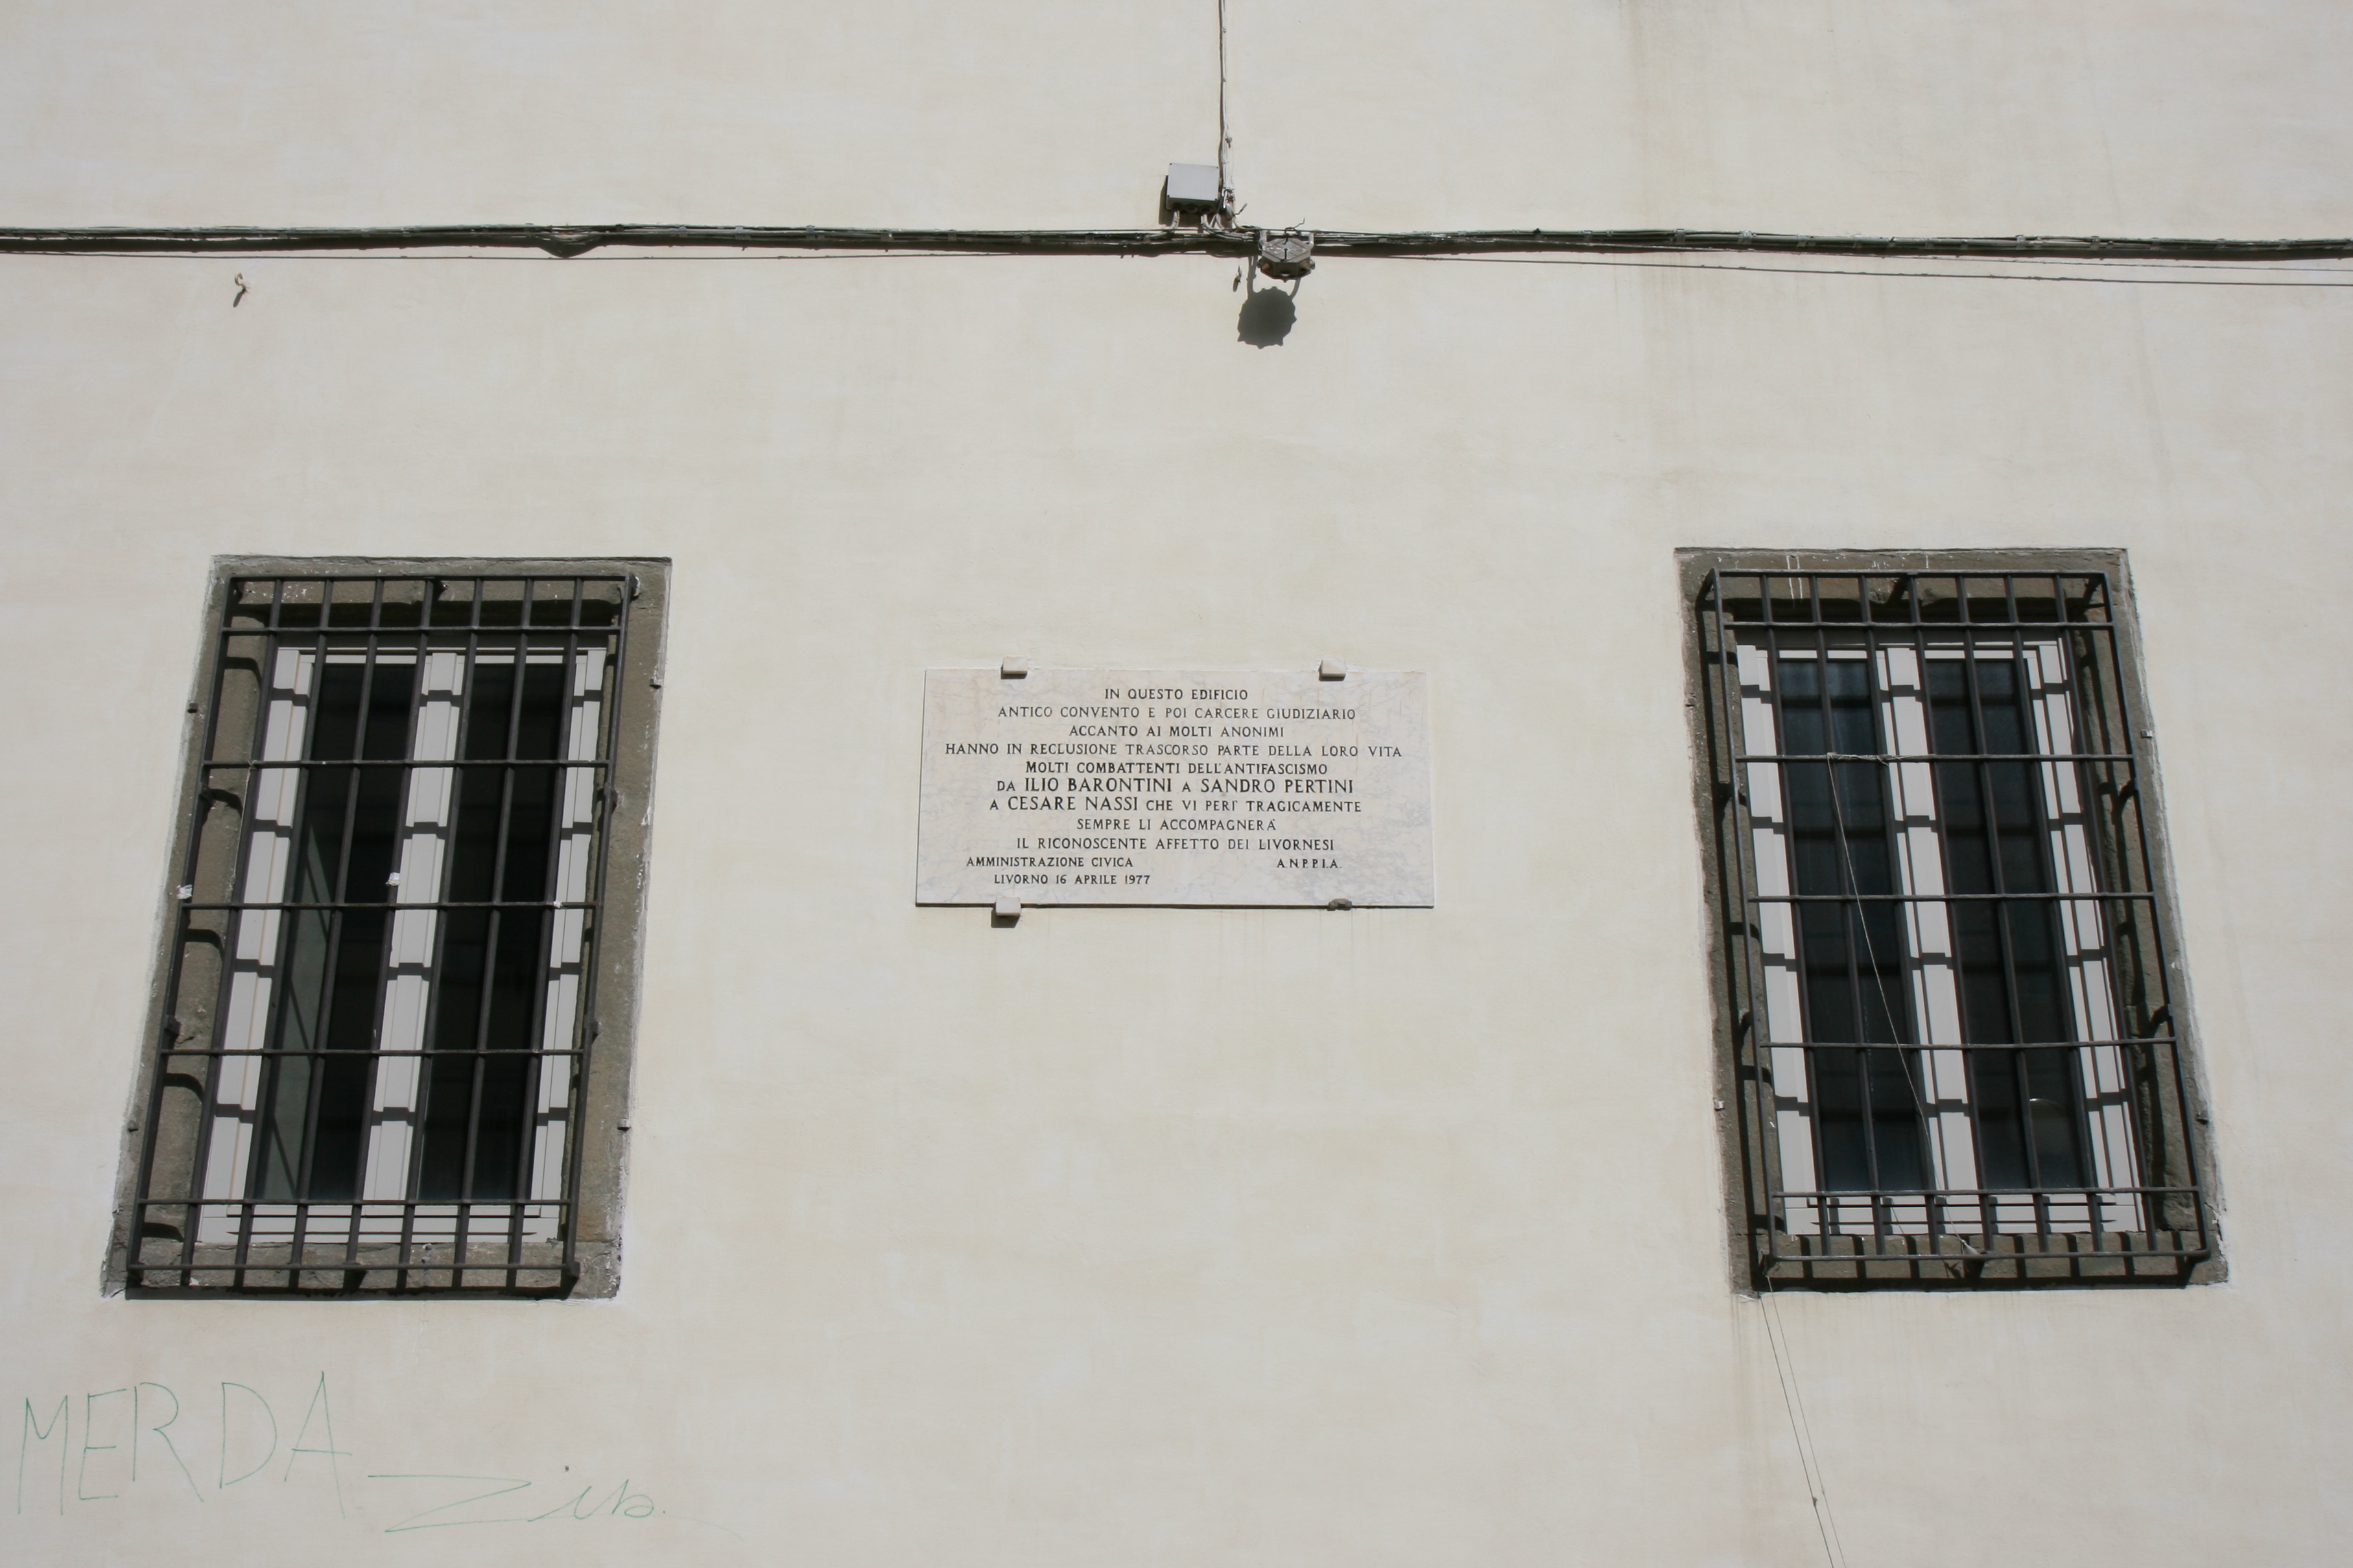 IN QUESTO EDIFICIO
ANTICO CONVENTO E POI CARCERE GIUDIZIARIO
ACCANTO AI MOLTI ANONIMI
HANNO IN RECLUSIONE TRASCORSO PARTE DELLA LORO VITA
MOLTI COMBATTENTI DELL'ANTIFASCISMO
DA ILIO BARONTINI A SANDRO PERTINI
A CESARE NASSI CHE VI PERI' TRAGICAMENTE
SEMPRE LI ACCOMPAGNERÀ
IL RICONOSCENTE AFFETTO DEI LIVORNESI
AMMINISTRAZIONE CIVICA A.N.P.P.I.A.
LIVORNO 16 APRILE 1977
MERDA